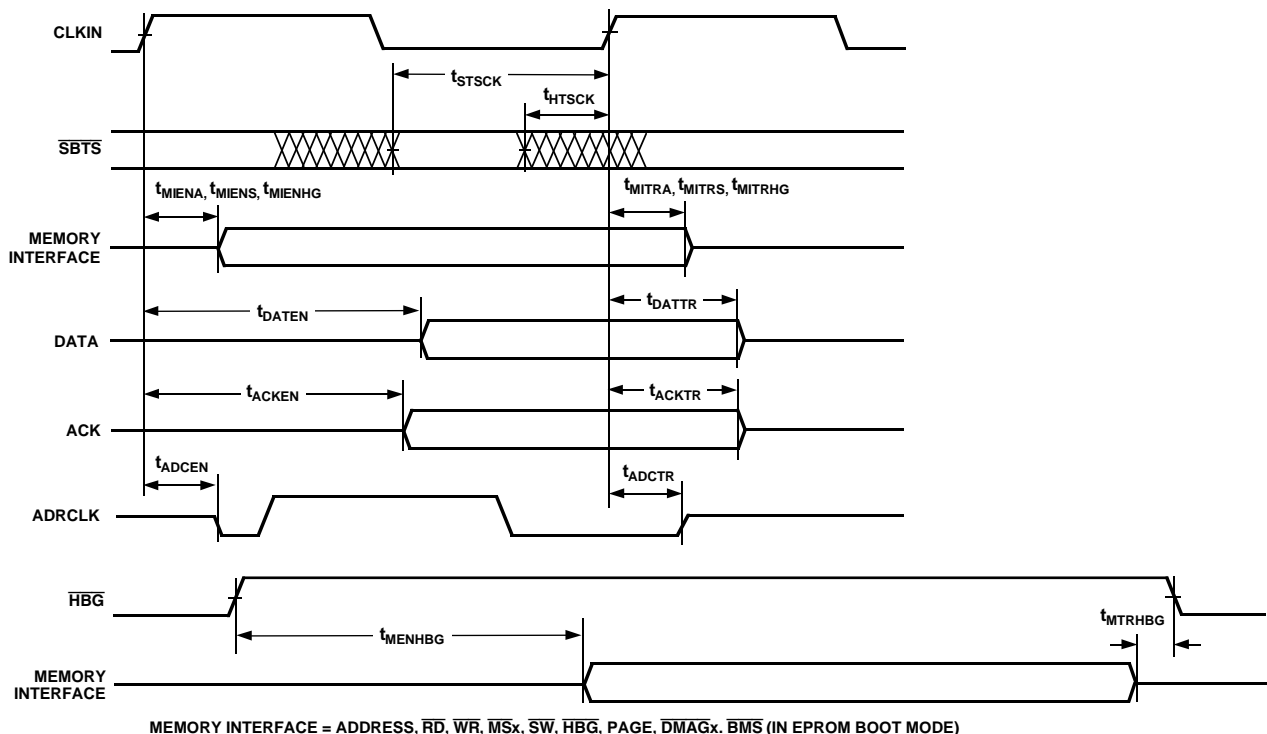 CLKIN
tSTSCK
tHTSCK
SBTS
tMIENA, tMIENS, tMIENHG
tMITRA, tMITRS, tMITRHG
MEMORY
INTERFACE
tDATEN
tDATTR
DATA
tACKEN
tACKTR
ACK
tADCEN
tADCTR
ADRCLK
HBG
tMENHBG
tMTRHBG
MEMORY
INTERFACE
MEMORY INTERFACE = ADDRESS, RD, WR, MSx, SW, HBG, PAGE, DMAGx. BMS (IN EPROM BOOT MODE)